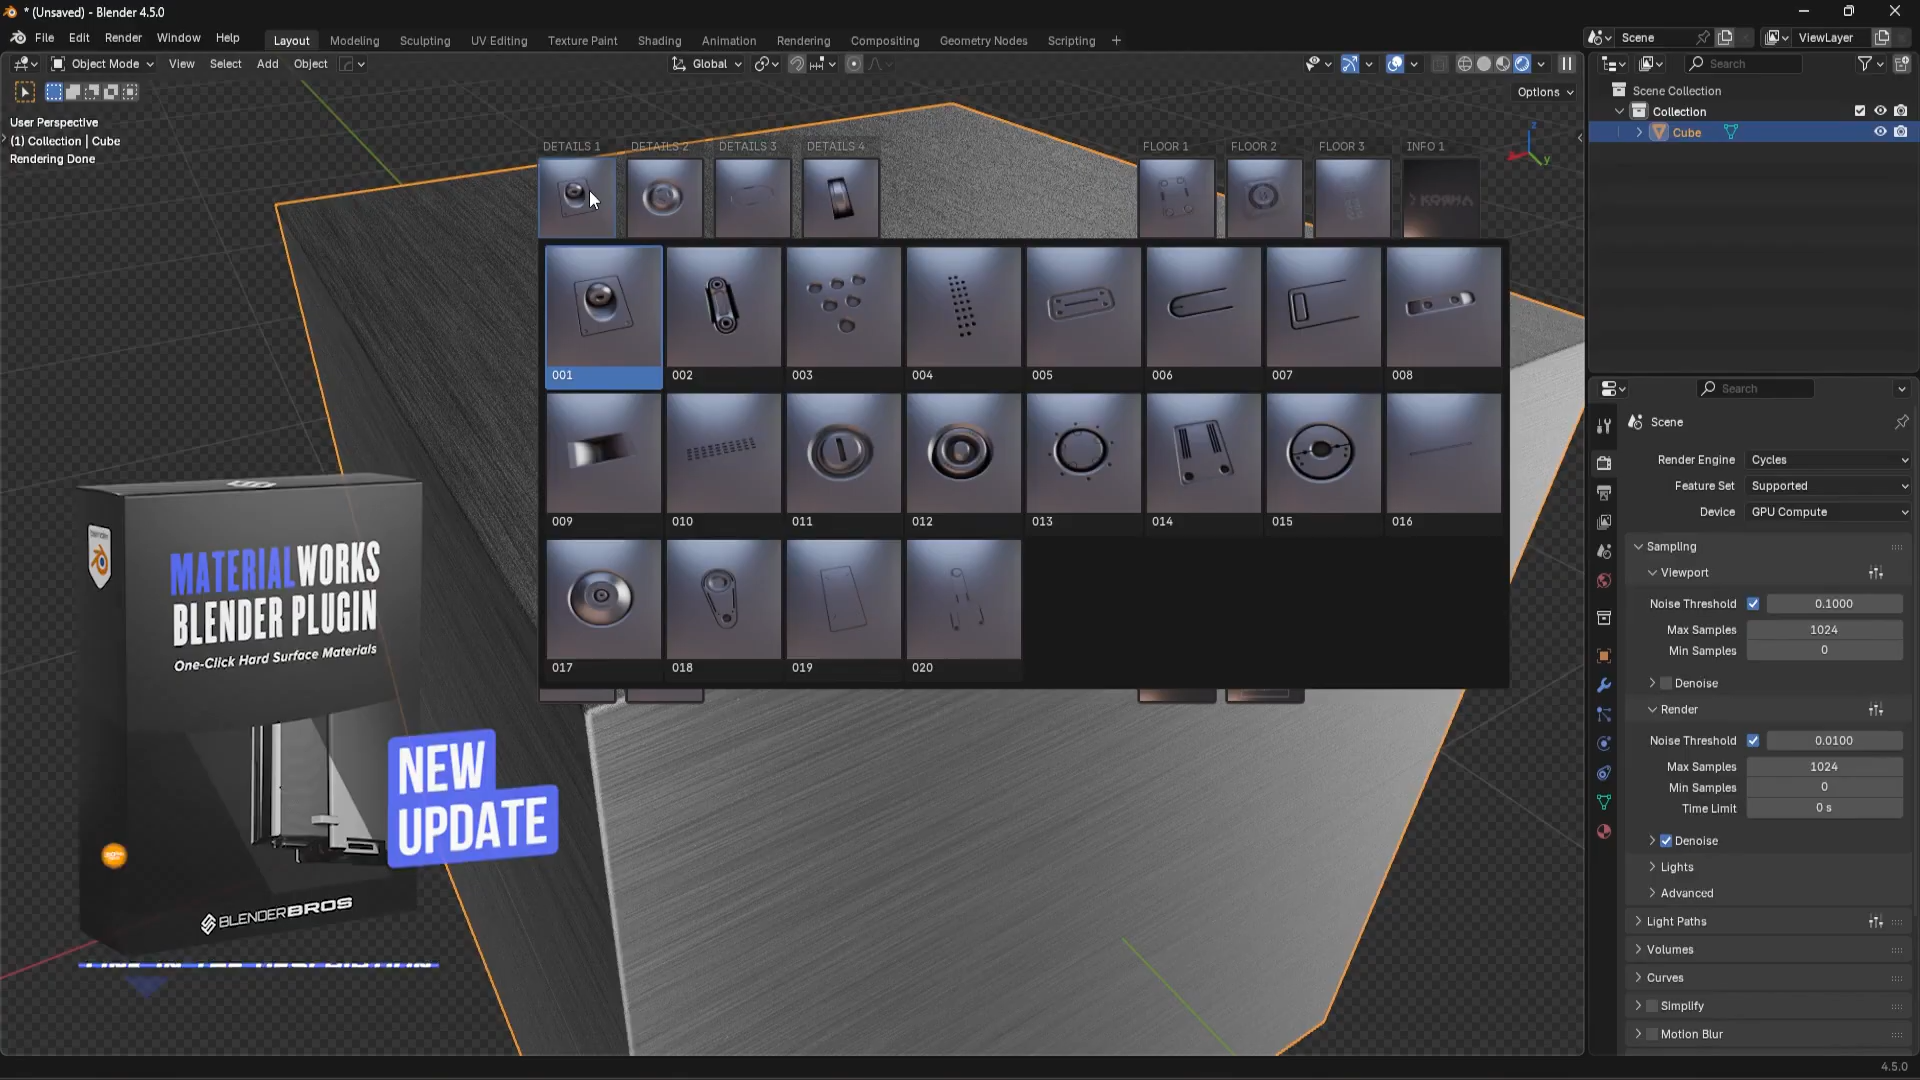 * (Unsaved) - Blender 4.5.0
File Edit Render Window Help
Layout Modeling Sculpting UV Editing Texture Paint Shading Animation Rendering Compositing Geometry Nodes Scripting +
Scene
ViewLayer
Object Mode View Select Add Object
Global
Search
Options
User Perspective
(1) Collection | Cube
Rendering Done
Scene Collection
Collection
Cube
DETAILS 1 DETAILS 2 DETAILS 3 DETAILS 4 FLOOR 1 FLOOR 2 FLOOR 3 INFO 1
001 002 003 004 005 006 007 008
009 010 011 012 013 014 015 016
017 018 019 020
Search
Scene
Render Engine Cycles
Feature Set Supported
Device GPU Compute
Sampling
Viewport
Noise Threshold 0.1000
Max Samples 1024
Min Samples 0
Denoise
Render
Noise Threshold 0.0100
Max Samples 1024
Min Samples 0
Time Limit 0 s
Denoise
Lights
Advanced
Light Paths
Volumes
Curves
Simplify
Motion Blur
4.5.0
blender
MATERIALWORKS
BLENDER PLUGIN
One-Click Hard Surface Materials
NEW
UPDATE
BLENDERBROS